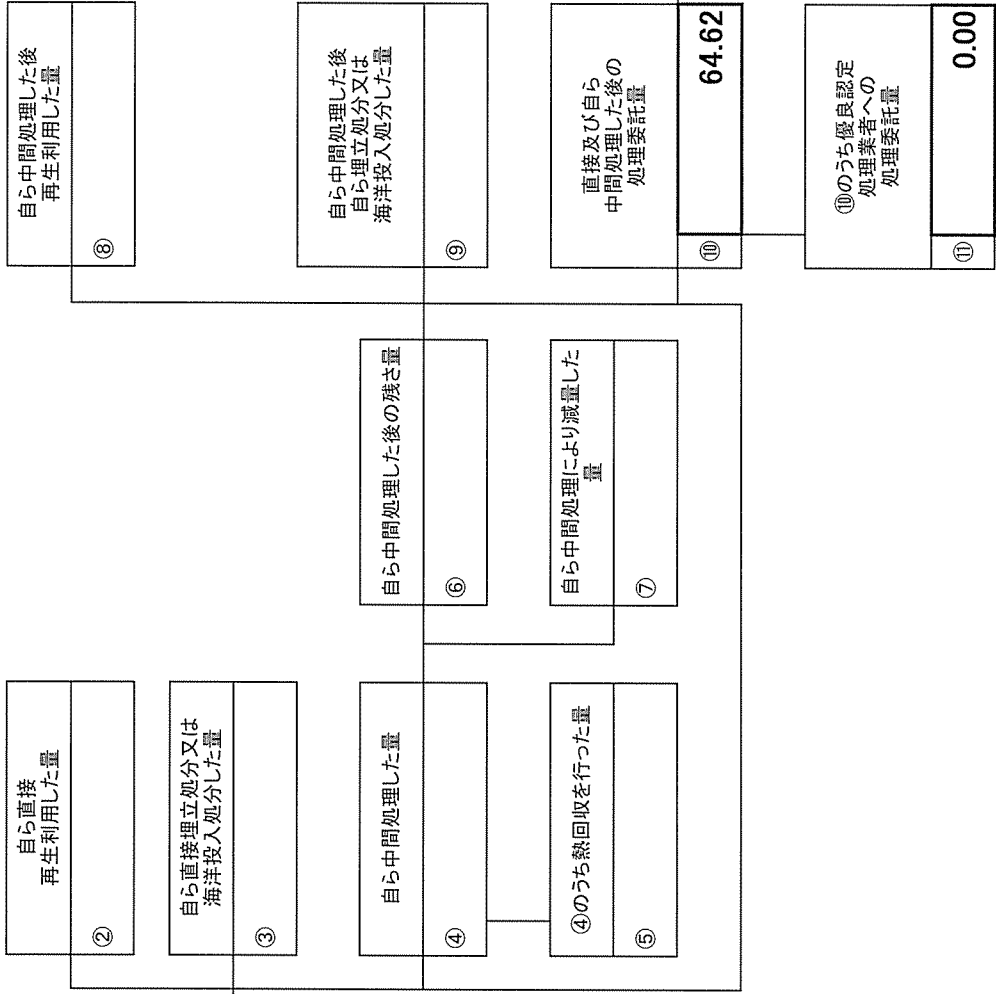 自ら直接
再生利用した量
②
自ら直接埋立処分又は
海洋投入処分した量
③
自ら中間処理した量
④
④のうち熱回収を行った量
⑤
自ら中間処理した後の残さ量
⑥
自ら中間処理により減量した
量
⑦
自ら中間処理した後
再生利用した量
⑧
自ら中間処理した後
自ら埋立処分又は
海洋投入処分した量
⑨
直接及び自ら
中間処理した後の
処理委託量
⑩
64.62
⑩のうち優良認定
処理業者への
処理委託量
⑪
0.00